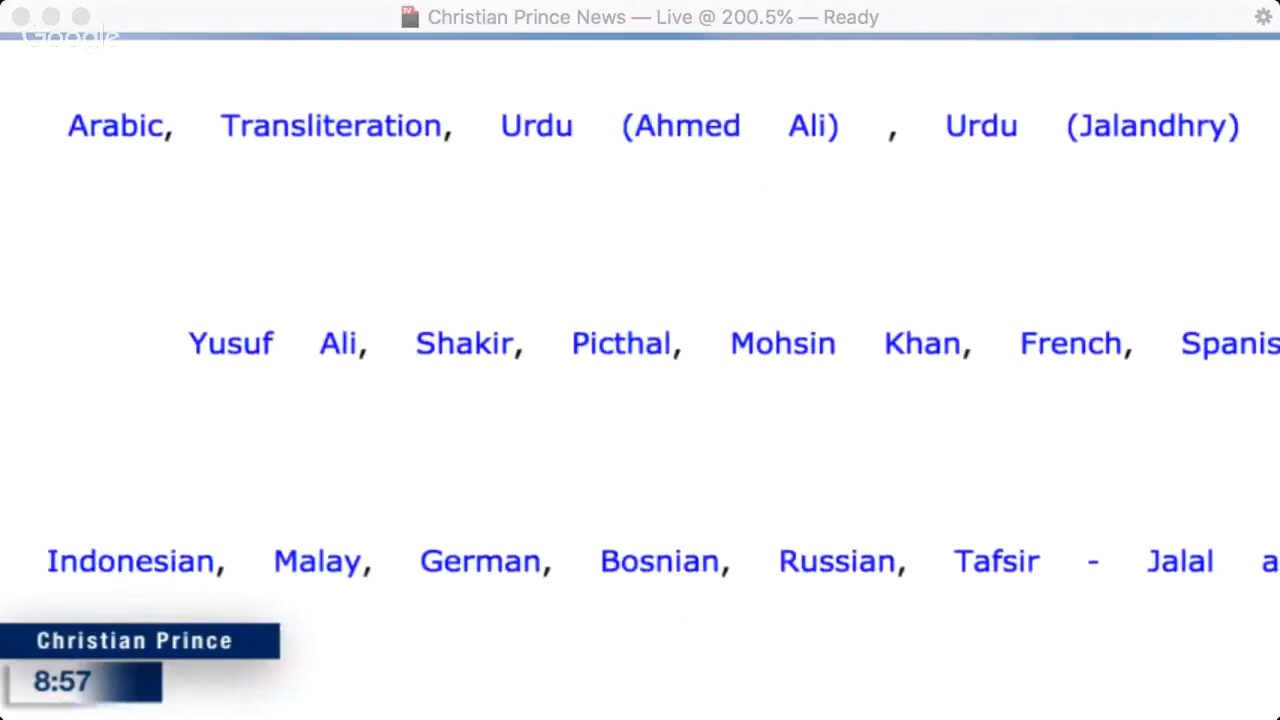 Christian Prince News — Live @ 200.5% — Ready
Google
Arabic, Transliteration, Urdu (Ahmed Ali) , Urdu (Jalandhry)
Yusuf Ali, Shakir, Picthal, Mohsin Khan, French, Spanis
Indonesian, Malay, German, Bosnian, Russian, Tafsir - Jalal a
Christian Prince
8:57